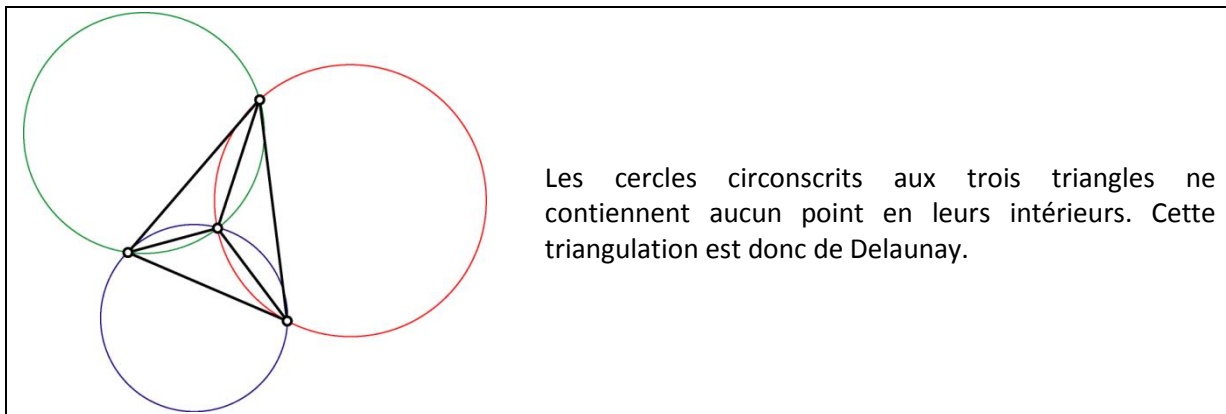 Les cercles circonscrits aux trois triangles ne
contiennent aucun point en leurs intérieurs. Cette
triangulation est donc de Delaunay.